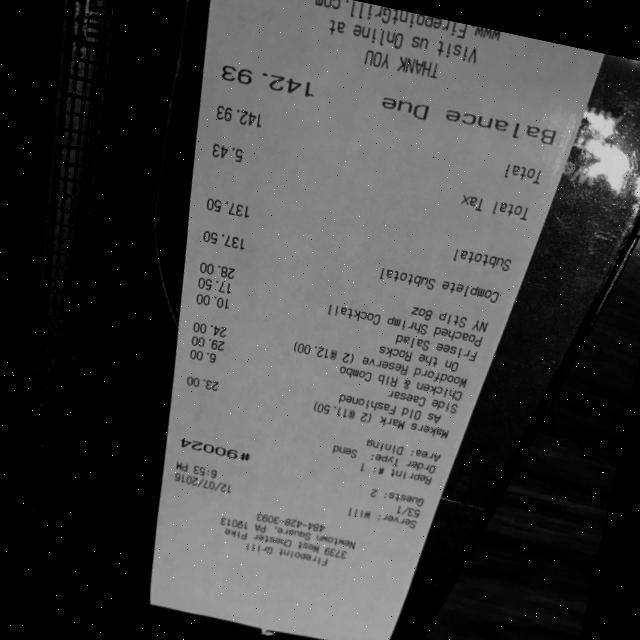 Firepoint Grill
3739 West Chester Pike
Newtown Square, PA 19073
484-428-3092
Server: Will 12/07/2016
53/1 6:53 PM
Guests: 2
#90024
Reprint #: 1
Order Type: Send
Area: Dining
Makers Mark (2 @11.50) 23.00
As Old Fashioned
Side Caesar 6.00
Chicken & Rib Combo 29.00
Woodford Reserve (2 @12.00) 24.00
On the Rocks
Frisee Salad 10.00
Poached Shrimp Cocktail 17.50
NY Stip 8oz 28.00
Complete Subtotal 137.50
Subtotal 137.50
Total Tax 5.43
Total 142.93
Balance Due 142.93
THANK YOU
Visit us Online at
www.FirepointGrill.com